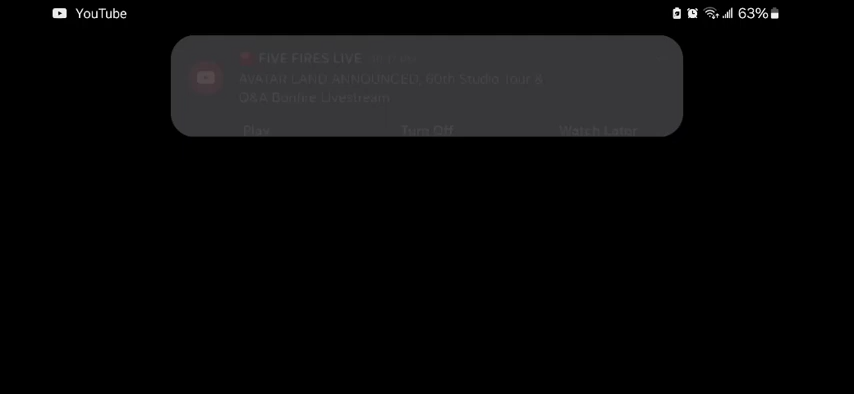 YouTube
63%
FIVE FIRES LIVE
AVATAR LAND ANNOUNCED, 60th Studio Tour &
Q&A Bonfire Livestream
Play Turn Off Watch Later